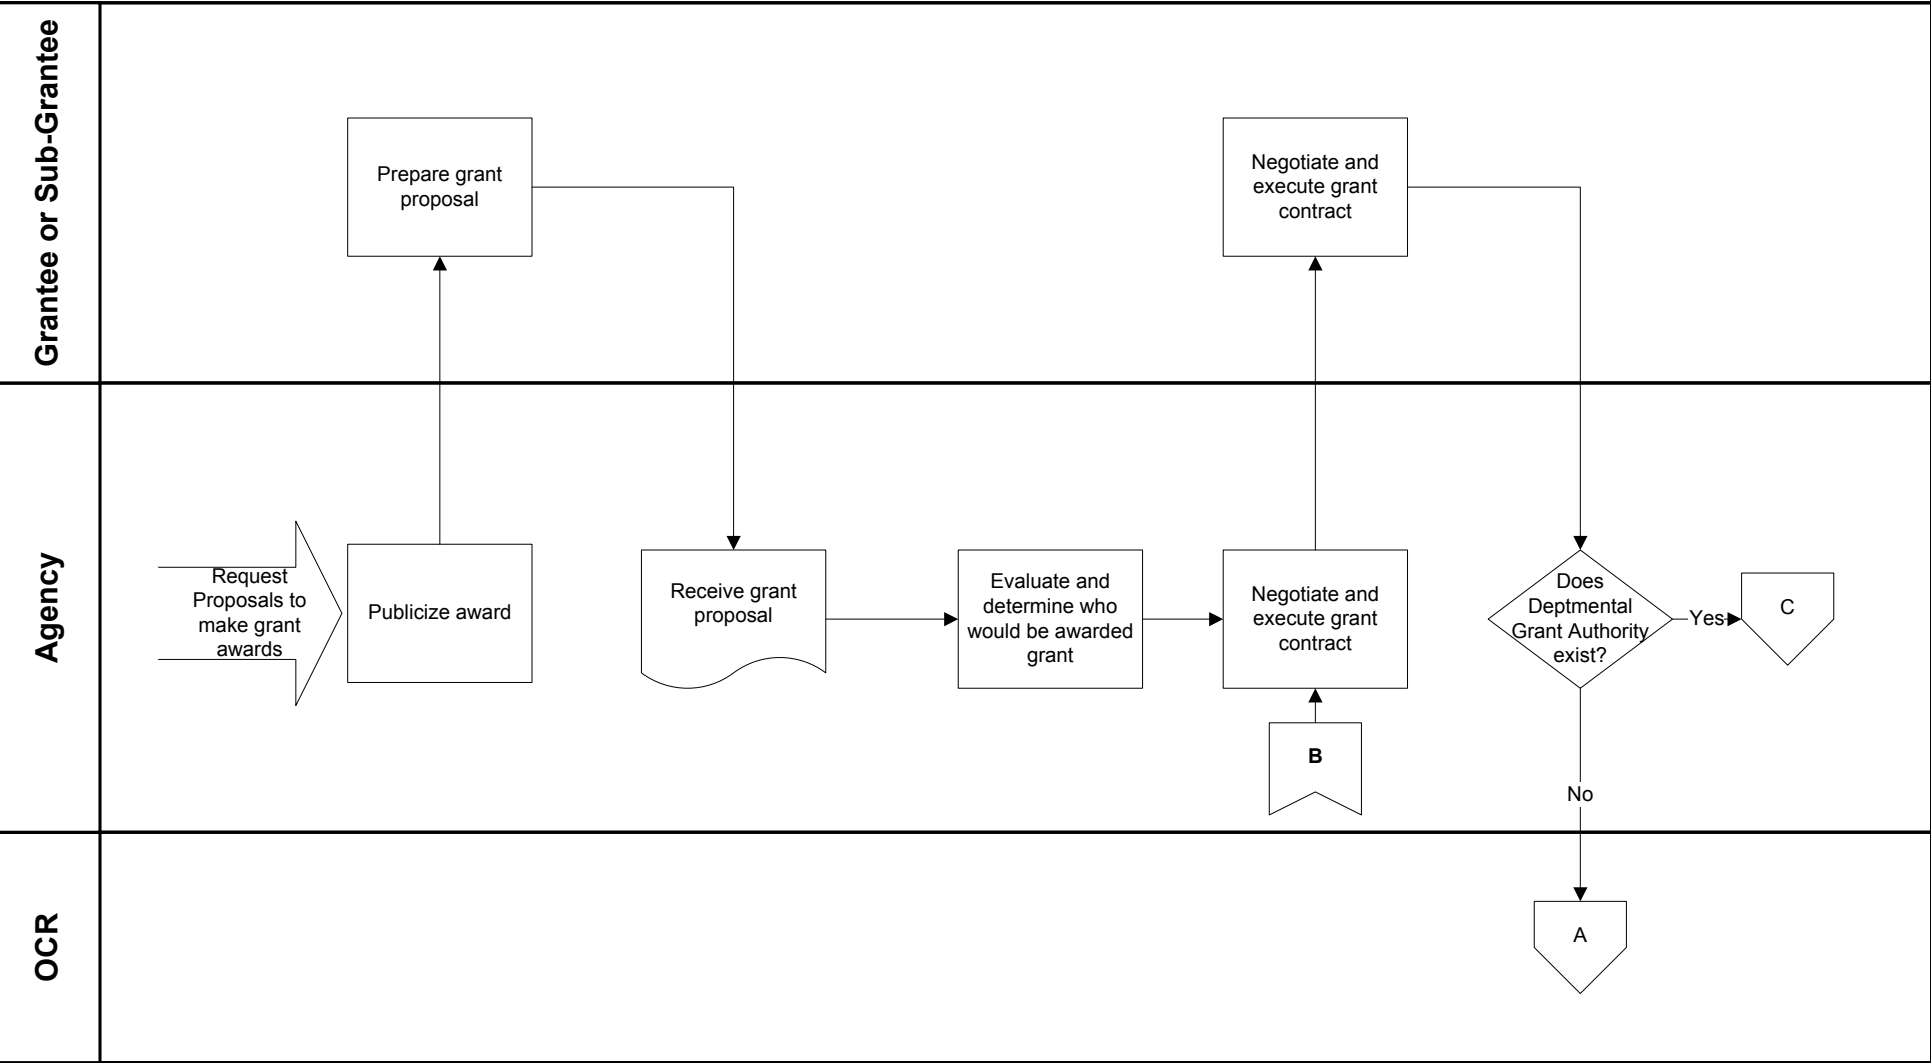 Grantee or Sub-Grantee
Prepare grant
proposal
Negotiate and
execute grant
contract
Agency
Request
Proposals to
make grant
awards
Publicize award
Receive grant
proposal
Evaluate and
determine who
would be awarded
grant
Negotiate and
execute grant
contract
B
Does
Deptmental
Grant Authority
exist?
Yes
C
No
OCR
A